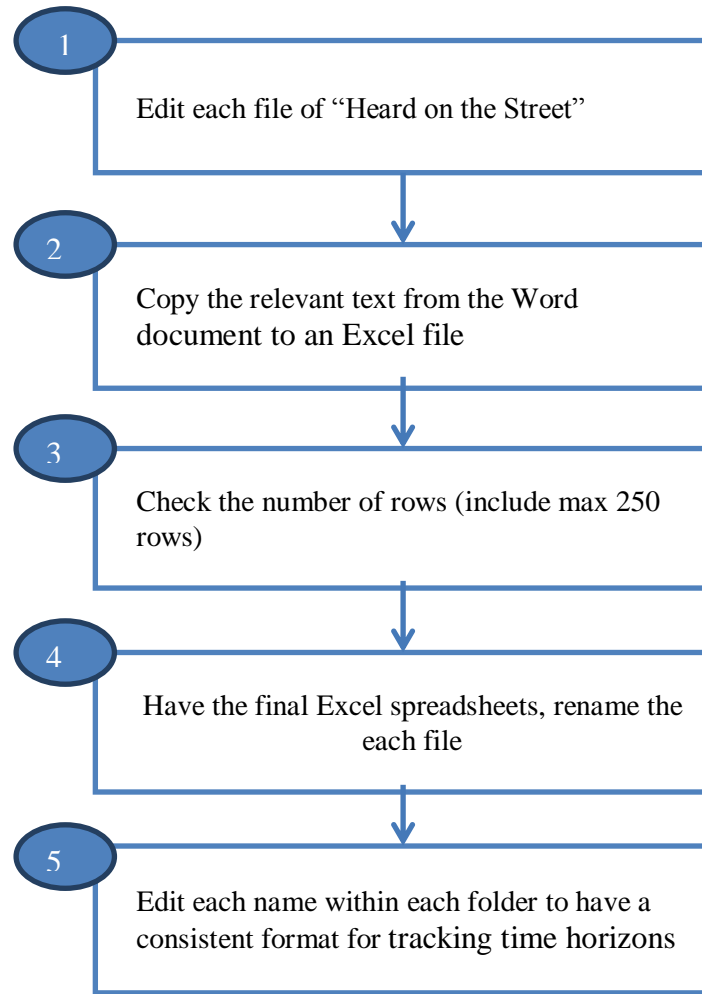 1
Edit each file of “Heard on the Street”
2
Copy the relevant text from the Word
document to an Excel file
3
Check the number of rows (include max 250
rows)
4
Have the final Excel spreadsheets, rename the
each file
5
Edit each name within each folder to have a
consistent format for tracking time horizons